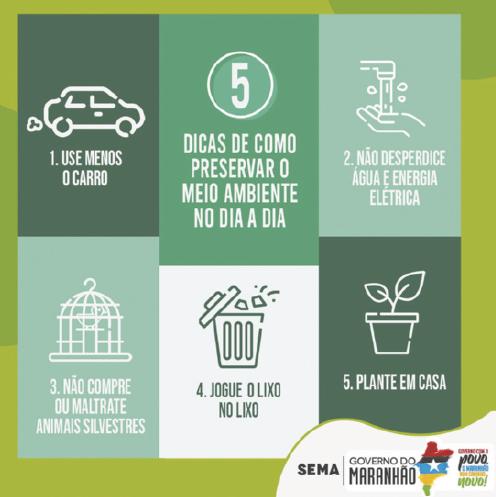 5
DICAS DE COMO
PRESERVAR O
MEIO AMBIENTE
NO DIA A DIA
1. USE MENOS
O CARRO
2. NÃO DESPERDICE
ÁGUA E ENERGIA
ELÉTRICA
3. NÃO COMPRE
OU MALTRATE
ANIMAIS SILVESTRES
4. JOGUE O LIXO
NO LIXO
5. PLANTE EM CASA
SEMA
GOVERNO DO
MARANHÃO
GOVERNO COM O
povo,
novo!